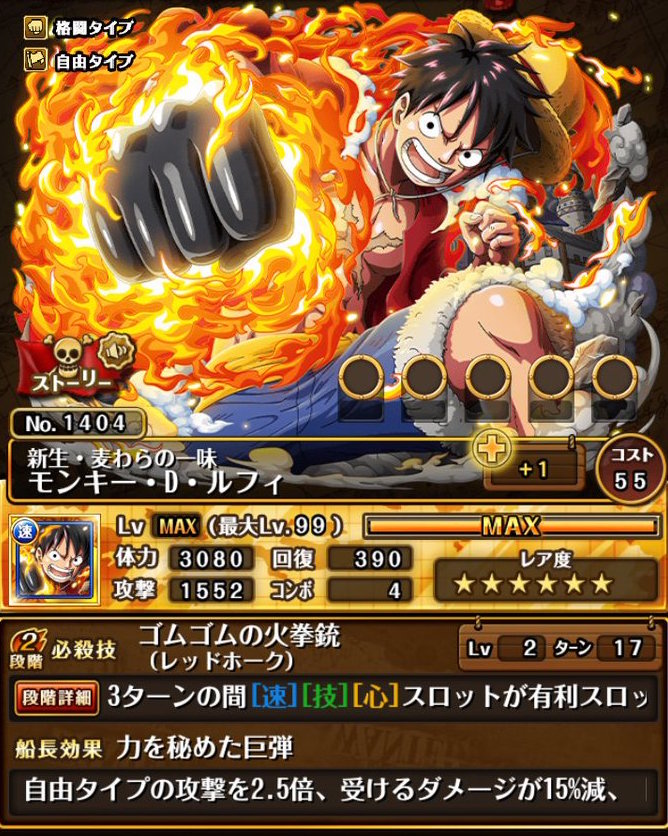 格闘タイプ
自由タイプ
ストーリー
No.1404
新生・麦わらの一味
モンキー・D・ルフィ
+1
コスト
55
速
Lv MAX (最大Lv.99) MAX
体力 3080 回復 390
攻撃 1552 コンボ 4
レア度
★★★★★★
2段階 必殺技 ゴムゴムの火拳銃
(レッドホーク)
Lv 2 ターン 17
段階詳細 3ターンの間[速][技][心]スロットが有利スロッ
船長効果 力を秘めた巨弾
自由タイプの攻撃を2.5倍、受けるダメージが15%減、